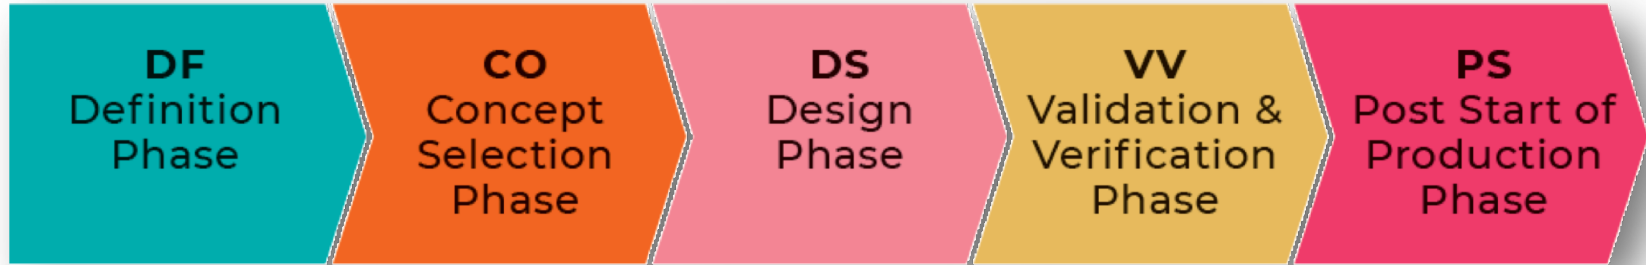 DF
Definition
Phase
CO
Concept
Selection
Phase
DS
Design
Phase
VV
Validation &
Verification
Phase
PS
Post Start of
Production
Phase